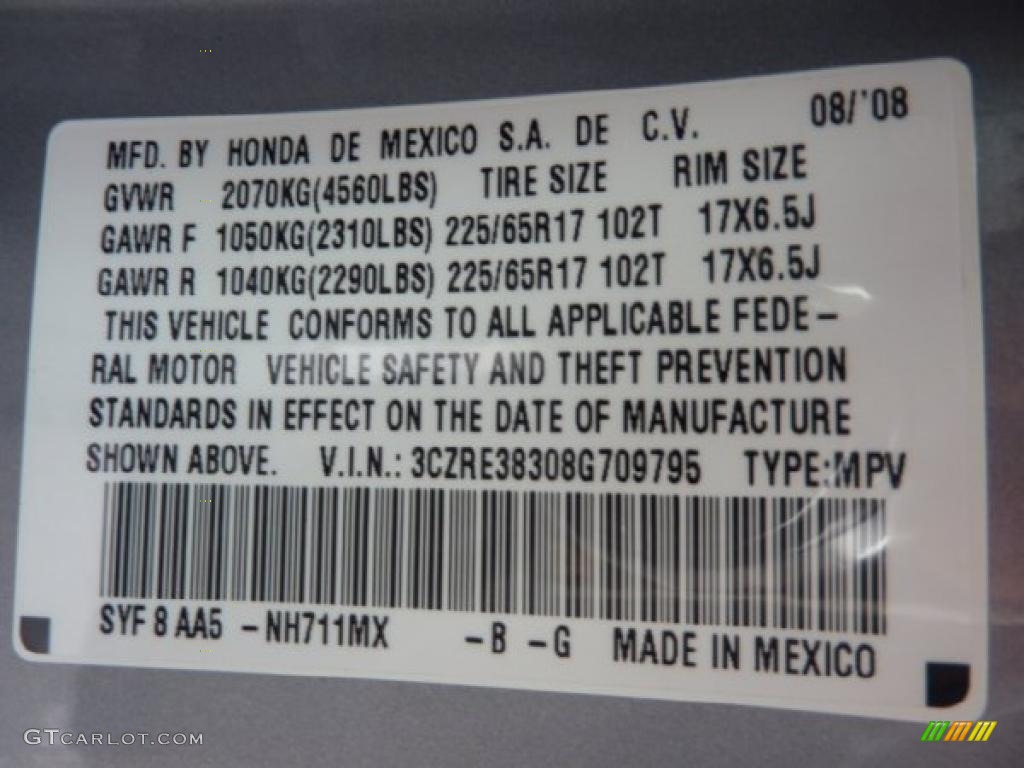 MFD. BY HONDA DE MEXICO S.A. DE C.V. 08/'08
GVWR 2070KG(4560LBS) TIRE SIZE RIM SIZE
GAWR F 1050KG(2310LBS) 225/65R17 102T 17X6.5J
GAWR R 1040KG(2290LBS) 225/65R17 102T 17X6.5J
THIS VEHICLE CONFORMS TO ALL APPLICABLE FEDE-
RAL MOTOR VEHICLE SAFETY AND THEFT PREVENTION
STANDARDS IN EFFECT ON THE DATE OF MANUFACTURE
SHOWN ABOVE. V.I.N.: 3CZRE38308G709795 TYPE:MPV
SYF 8 AA5 -NH711MX -B -G MADE IN MEXICO
GTCARLOT.COM